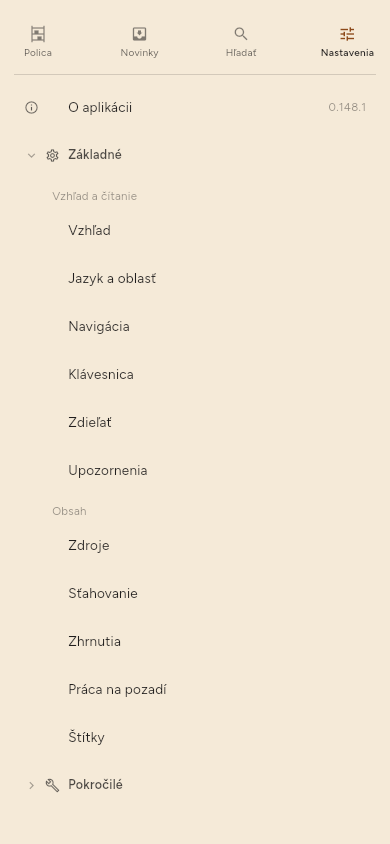 Polica
Novinky
Hľadať
Nastavenia
O aplikácii
0.148.1
Základné
Vzhľad a čítanie
Vzhľad
Jazyk a oblasť
Navigácia
Klávesnica
Zdieľať
Upozornenia
Obsah
Zdroje
Sťahovanie
Zhrnutia
Práca na pozadí
Štítky
Pokročilé